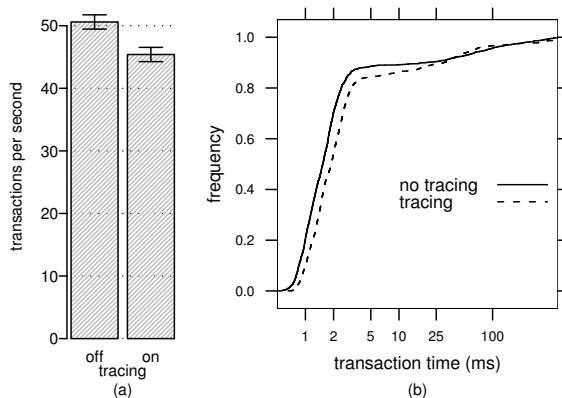 50
40
30
20
10
0
transactions per second
off on
tracing
(a)
1.0
0.8
0.6
0.4
0.2
0.0
frequency
no tracing
tracing
1 2 5 10 25 100
transaction time (ms)
(b)